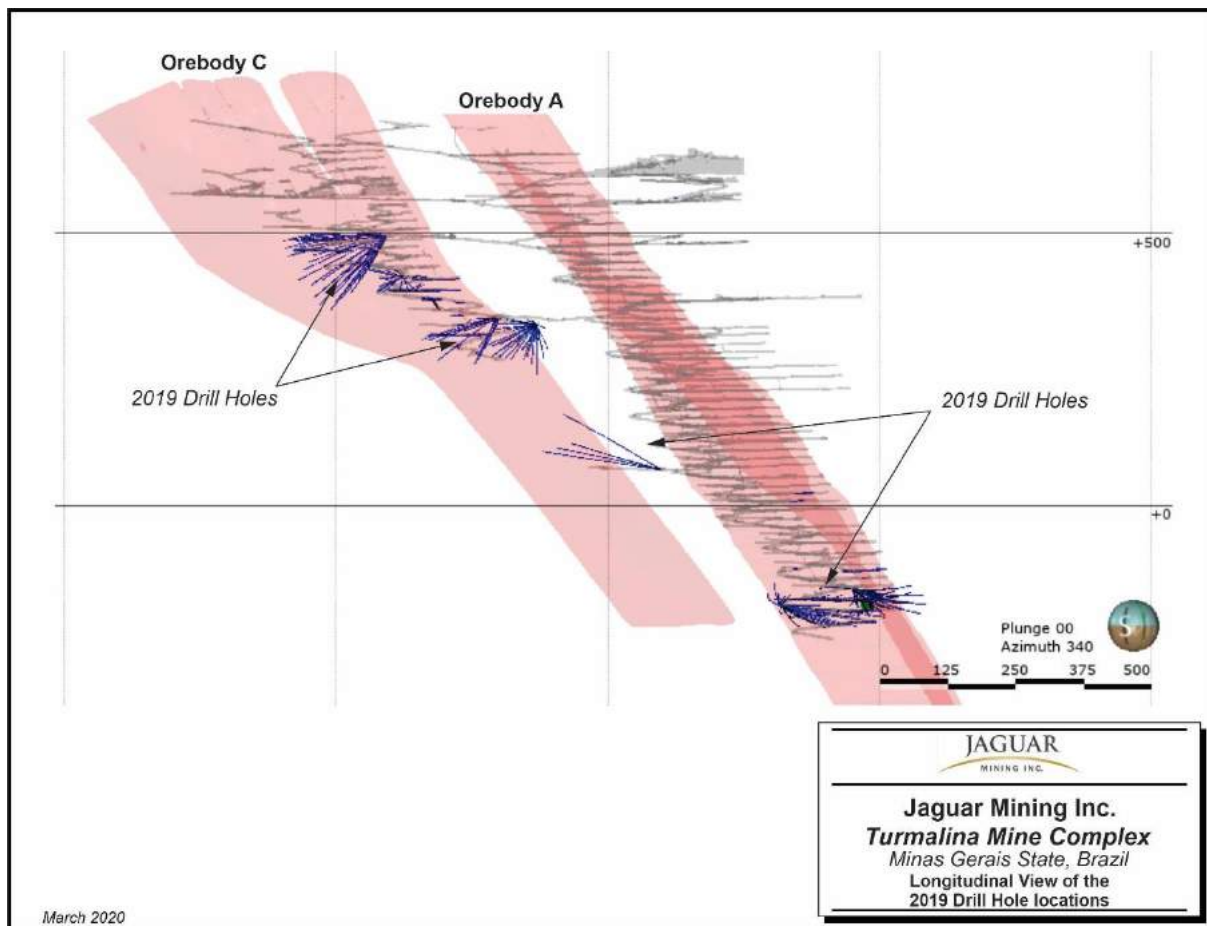 Orebody C
Orebody A
+500
2019 Drill Holes
2019 Drill Holes
+0
S
Plunge 00
Azimuth 340
0 125 250 375 500
JAGUAR
MINING INC.
Jaguar Mining Inc.
Turmalina Mine Complex
Minas Gerais State, Brazil
Longitudinal View of the
2019 Drill Hole locations
March 2020